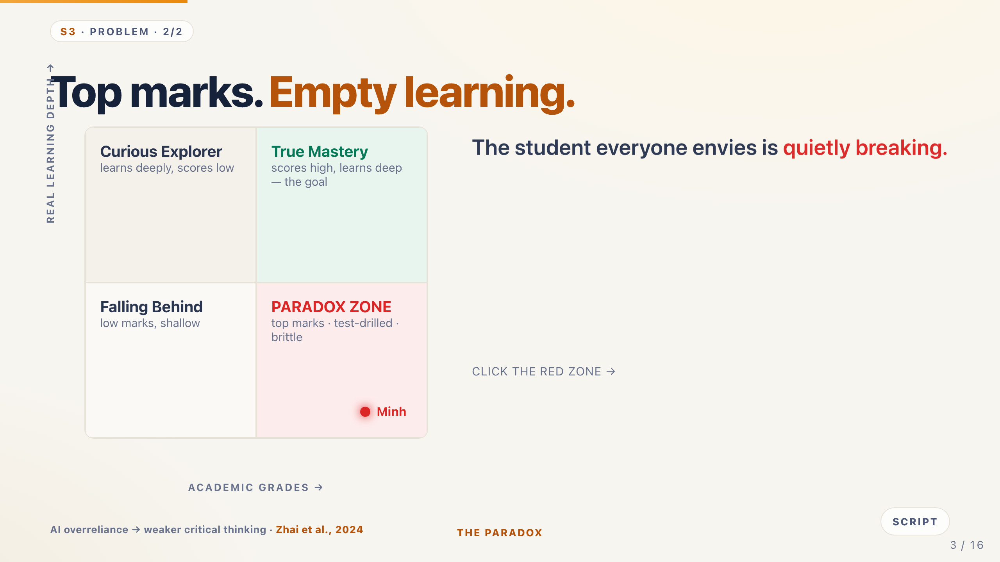 S3 · PROBLEM · 2/2
Top marks. Empty learning.
REAL LEARNING DEPTH →
Curious Explorer
learns deeply, scores low
True Mastery
scores high, learns deep
— the goal
Falling Behind
low marks, shallow
PARADOX ZONE
top marks · test-drilled ·
brittle
Minh
ACADEMIC GRADES →
The student everyone envies is quietly breaking.
CLICK THE RED ZONE →
AI overreliance → weaker critical thinking · Zhai et al., 2024
THE PARADOX
SCRIPT
3 / 16